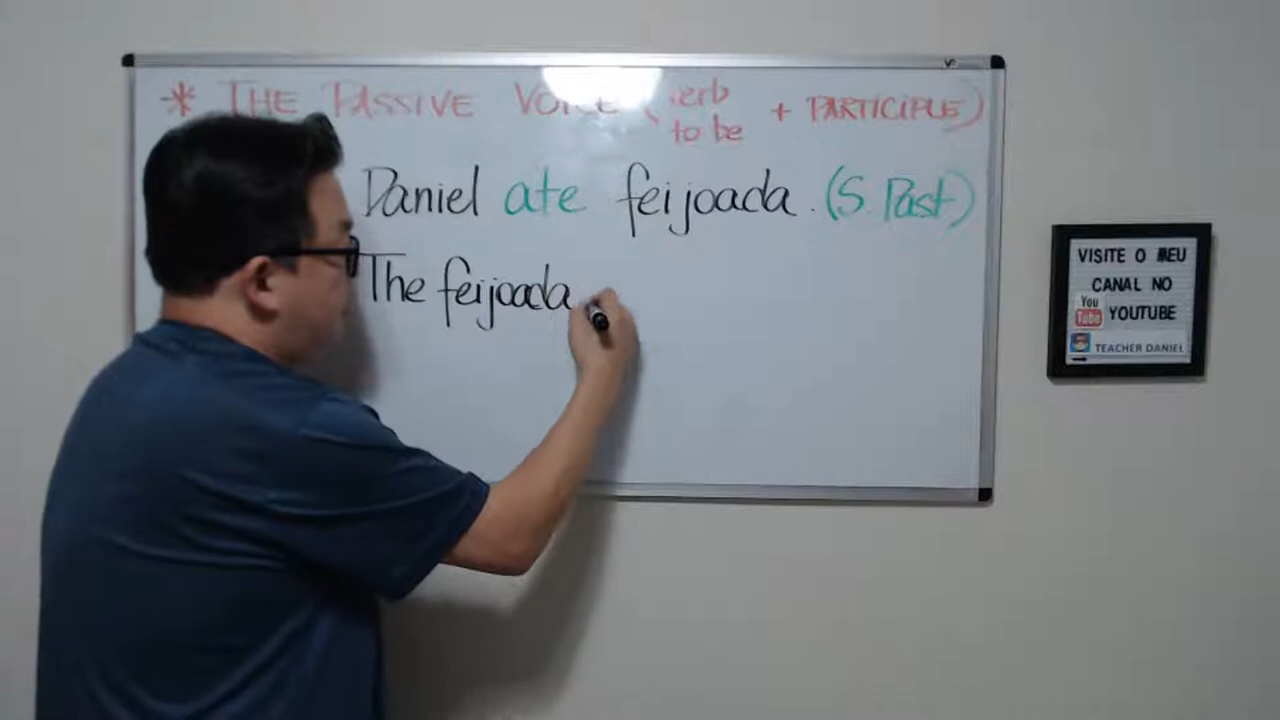 * THE PASSIVE VOICE (verb to be + PARTICIPLE)
Daniel ate feijoada. (S. Past)
The feijoada
VISITE O MEU
CANAL NO
You Tube YOUTUBE
TEACHER DANIEL